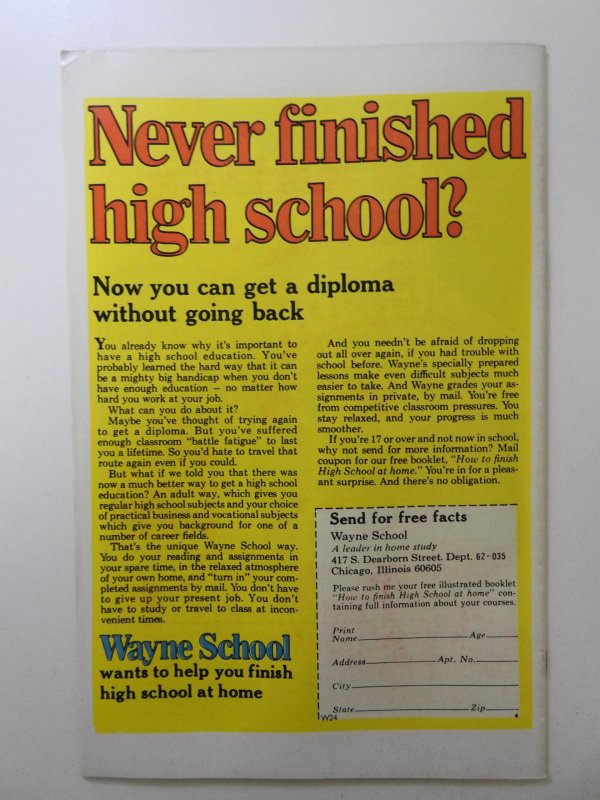 Never finished
high school?
Now you can get a diploma
without going back
You already know why it's important to
have a high school education. You've
probably learned the hard way that it can
be a mighty big handicap when you don't
have enough education – no matter how
hard you work at your job.
What can you do about it?
Maybe you've thought of trying again
to get a diploma. But you've suffered
enough classroom "battle fatigue" to last
you a lifetime. So you'd hate to travel that
route again even if you could.
But what if we told you that there was
now a much better way to get a high school
education? An adult way, which gives you
regular high school subjects and your choice
of practical business and vocational subjects
which give you background for one of a
number of career fields.
That's the unique Wayne School way.
You do your reading and assignments in
your spare time, in the relaxed atmosphere
of your own home, and "turn in" your com-
pleted assignments by mail. You don't have
to give up your present job. You don't
have to study or travel to class at incon-
venient times.
Wayne School
wants to help you finish
high school at home
And you needn't be afraid of dropping
out all over again, if you had trouble with
school before. Wayne's specially prepared
lessons make even difficult subjects much
easier to take. And Wayne grades your as-
signments in private, by mail. You're free
from competitive classroom pressures. You
stay relaxed, and your progress is much
smoother.
If you're 17 or over and not now in school,
why not send for more information? Mail
coupon for our free booklet, "How to finish
High School at home." You're in for a pleas-
ant surprise. And there's no obligation.
Send for free facts
Wayne School
A leader in home study
417 S. Dearborn Street. Dept. 62-035
Chicago, Illinois 60605
Please rush me your free illustrated booklet
"How to finish High School at home" con-
taining full information about your courses.
Print
Name Age
Address Apt. No.
City
State Zip
W24 4